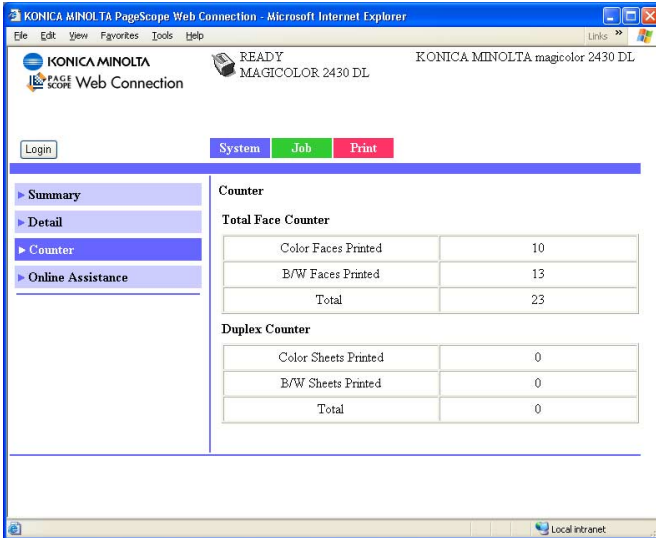 KONICA MINOLTA PageScope Web Connection - Microsoft Internet Explorer
File Edit View Favorites Tools Help Links »
KONICA MINOLTA
PAGE SCOPE Web Connection
READY
MAGICOLOR 2430 DL
KONICA MINOLTA magicolor 2430 DL
Login
System Job Print
Summary
Detail
Counter
Online Assistance
Counter
Total Face Counter
Color Faces Printed 10
B/W Faces Printed 13
Total 23
Duplex Counter
Color Sheets Printed 0
B/W Sheets Printed 0
Total 0
Local intranet